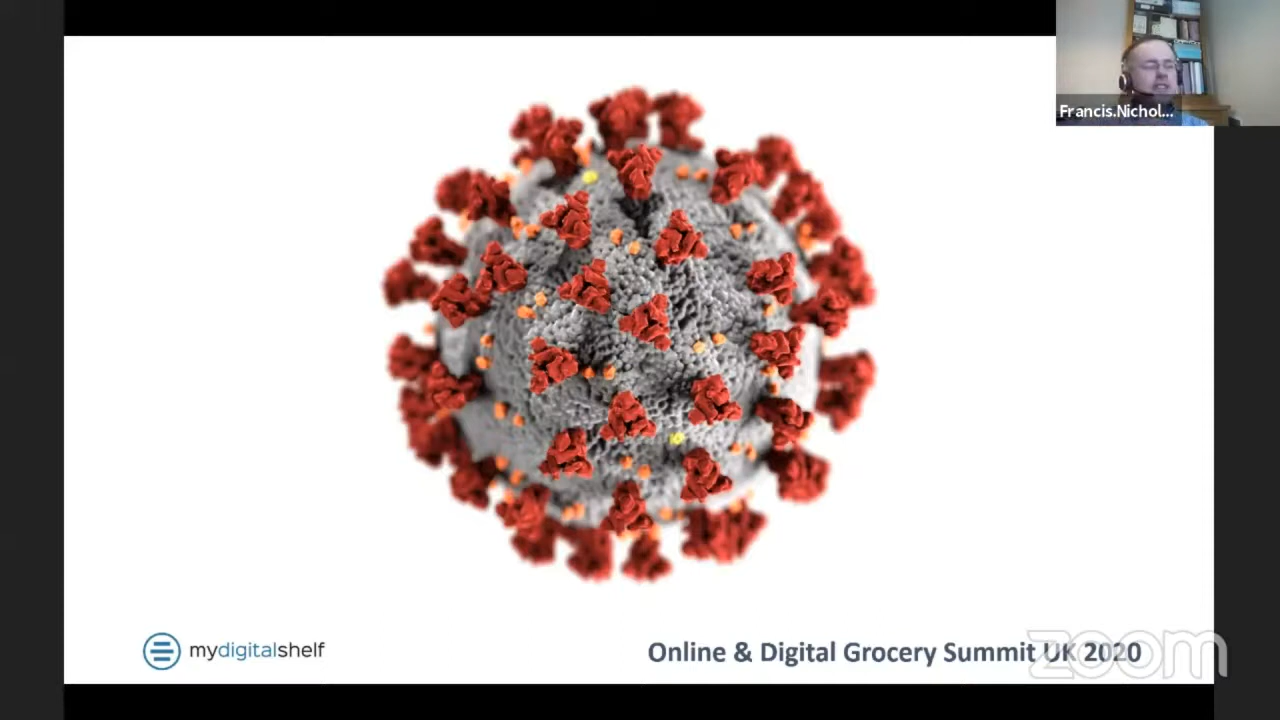 Francis.Nichol...
mydigitalshelf
Online & Digital Grocery Summit UK 2020
zoom